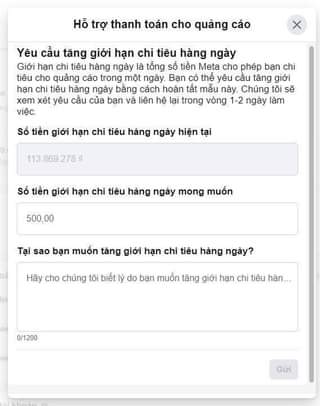 Hỗ trợ thanh toán cho quảng cáo
Yêu cầu tăng giới hạn chi tiêu hàng ngày
Giới hạn chi tiêu hàng ngày là tổng số tiền Meta cho phép bạn chi
tiêu cho quảng cáo trong một ngày. Bạn có thể yêu cầu tăng giới
hạn chi tiêu hàng ngày bằng cách hoàn tất mẫu này. Chúng tôi sẽ
xem xét yêu cầu của bạn và liên hệ lại trong vòng 1-2 ngày làm
việc.
Số tiền giới hạn chi tiêu hàng ngày hiện tại
113.869.278 ₫
Số tiền giới hạn chi tiêu hàng ngày mong muốn
500,00
Tại sao bạn muốn tăng giới hạn chi tiêu hàng ngày?
Hãy cho chúng tôi biết lý do bạn muốn tăng giới hạn chi tiêu hàn...
0/1200
Gửi